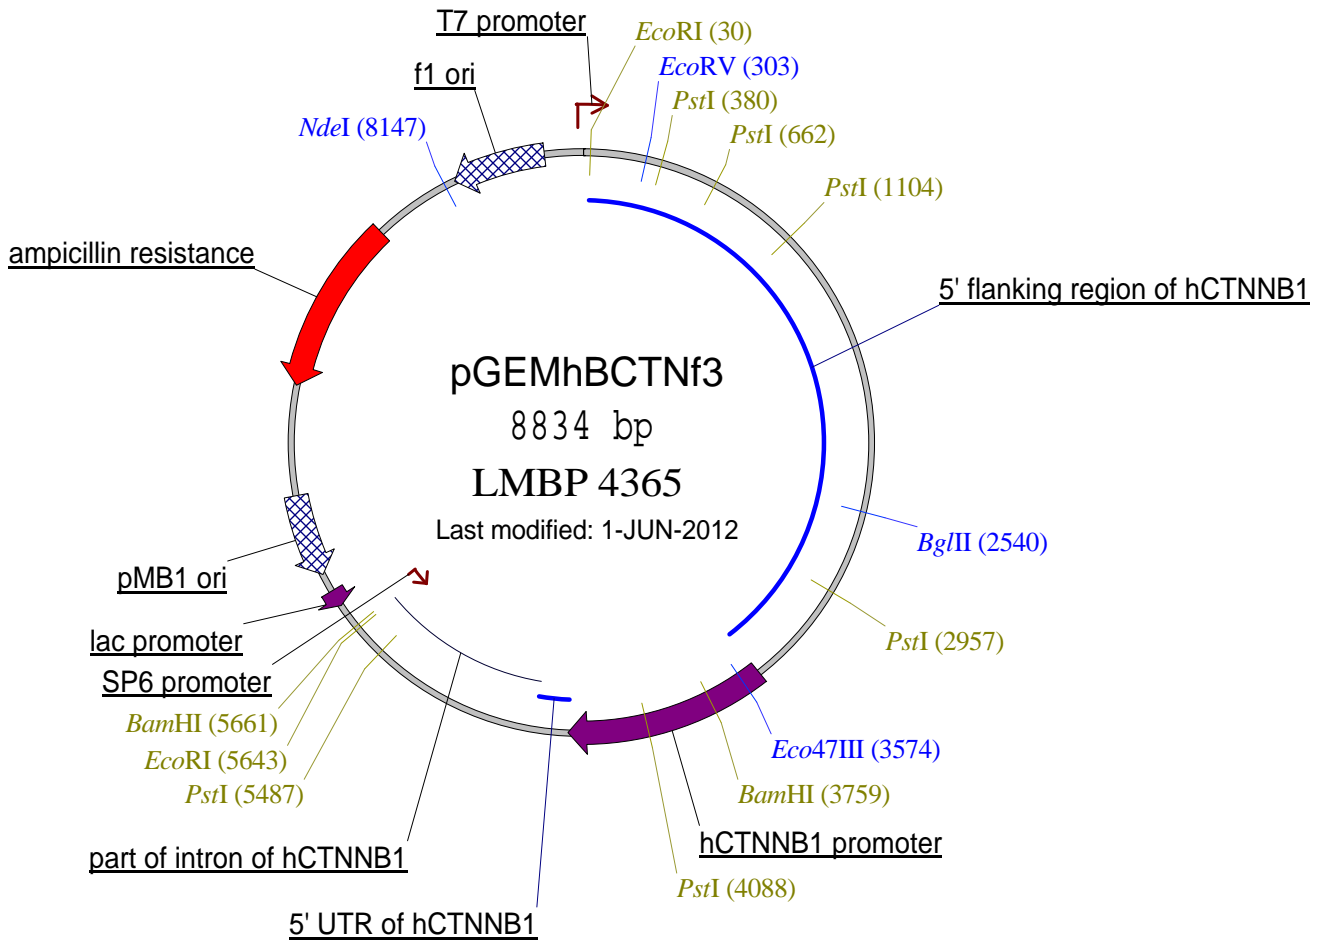 T7 promoter
EcoRI (30)
f1 ori
EcoRV (303)
PstI (380)
NdeI (8147)
PstI (662)
PstI (1104)
ampicillin resistance
5' flanking region of hCTNNB1
pGEMhBCTNf3
8834 bp
LMBP 4365
Last modified: 1-JUN-2012
BglII (2540)
pMB1 ori
lac promoter
PstI (2957)
SP6 promoter
BamHI (5661)
Eco47III (3574)
EcoRI (5643)
PstI (5487)
BamHI (3759)
hCTNNB1 promoter
part of intron of hCTNNB1
PstI (4088)
5' UTR of hCTNNB1